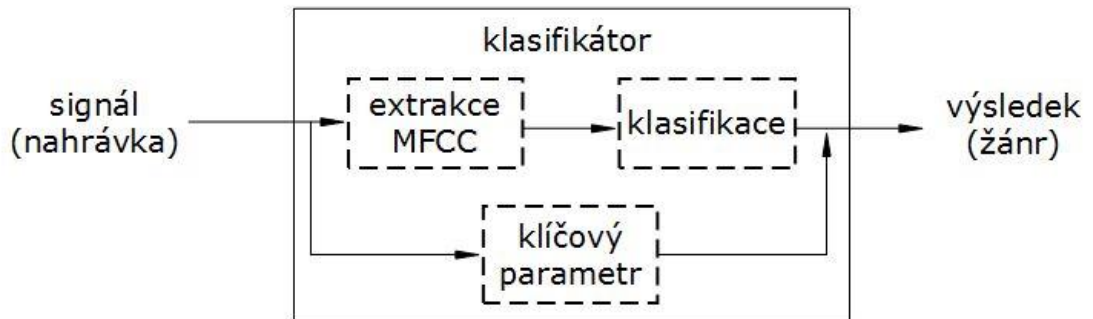 klasifikátor
signál
(nahrávka)
extrakce
MFCC
klasifikace
výsledek
(žánr)
klíčový
parametr